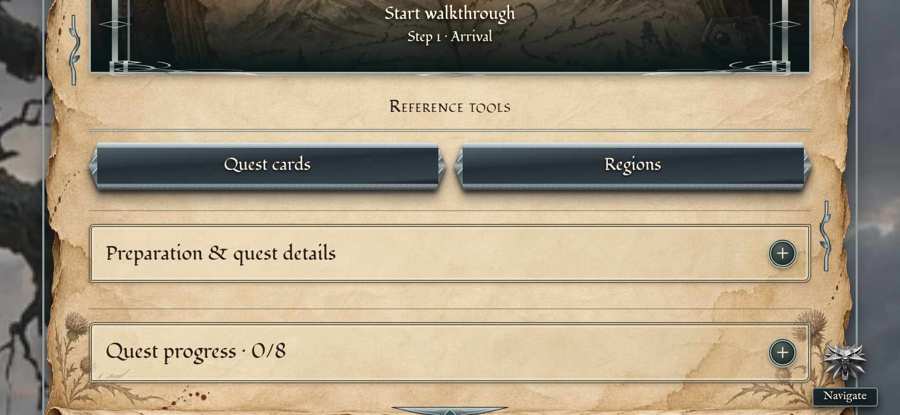 Start walkthrough
Step 1 · Arrival
Reference tools
Quest cards
Regions
Preparation & quest details
Quest progress · 0/8
Navigate